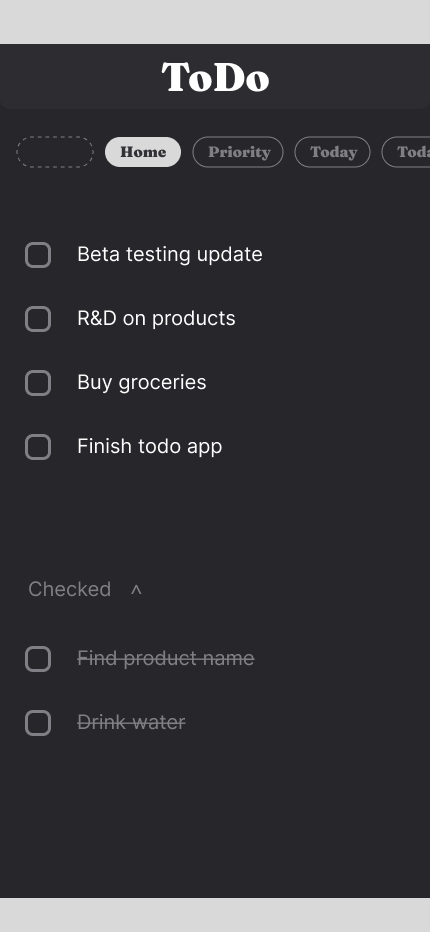 ToDo
Home Priority Today
Beta testing update
R&D on products
Buy groceries
Finish todo app
Checked ^
Find product name
Drink water